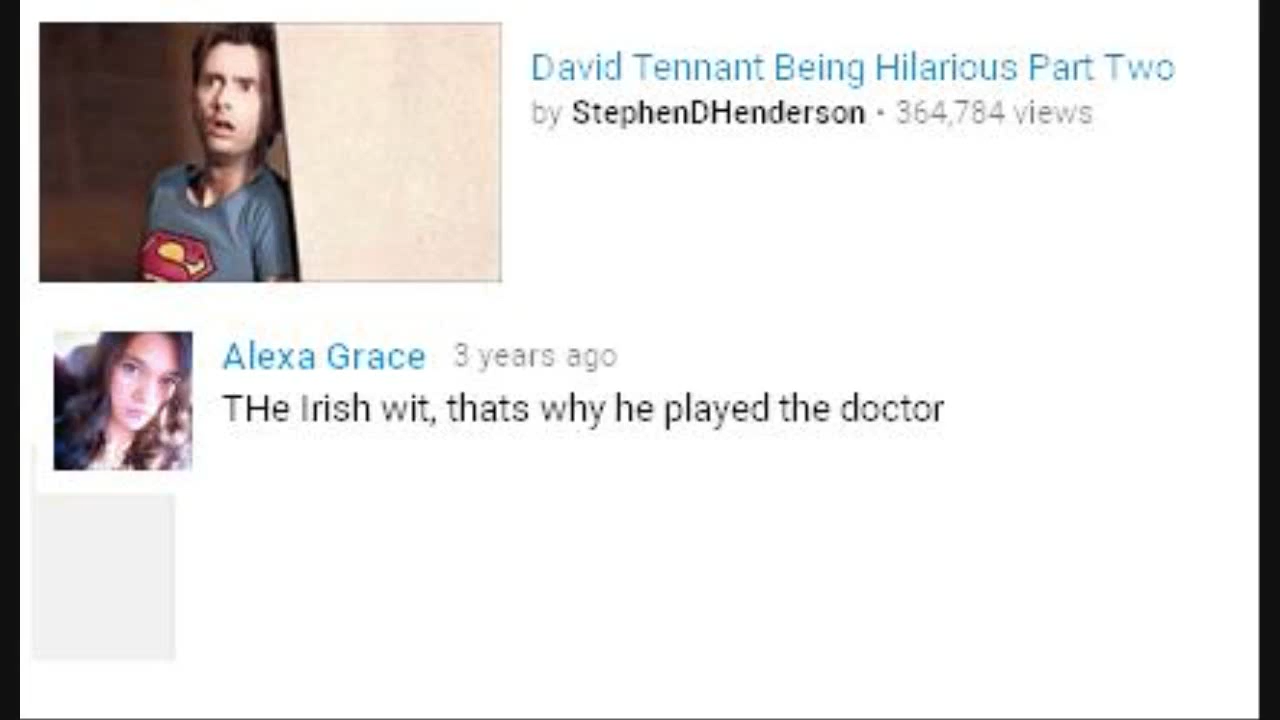 David Tennant Being Hilarious Part Two
by StephenDHenderson · 364,784 views
Alexa Grace 3 years ago
THe Irish wit, thats why he played the doctor